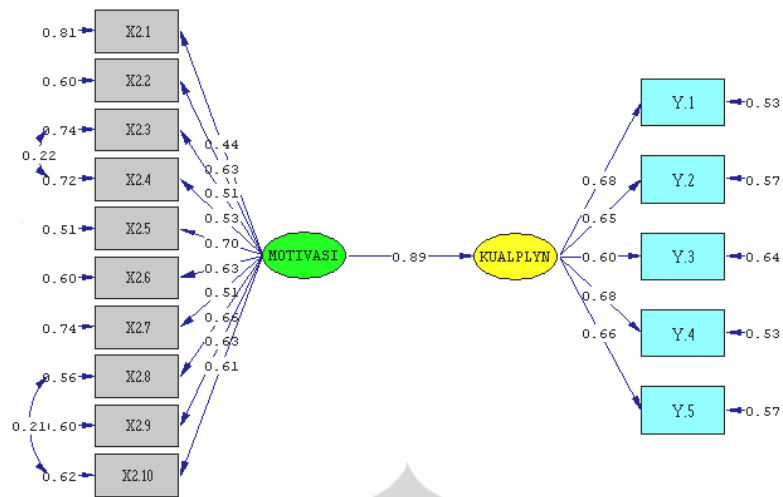 0.81 X2.1
0.60 X2.2
0.74 X2.3
0.22
0.72 X2.4
0.51 X2.5
0.60 X2.6
0.74 X2.7
0.56 X2.8
0.21 0.60 X2.9
0.62 X2.10
0.44
0.63
0.51
0.53
0.70
0.63
0.51
0.66
0.63
0.61
MOTIVASI
0.89
KUALPLYN
0.68
0.65
0.60
0.68
0.66
Y.1 0.53
Y.2 0.57
Y.3 0.64
Y.4 0.53
Y.5 0.57